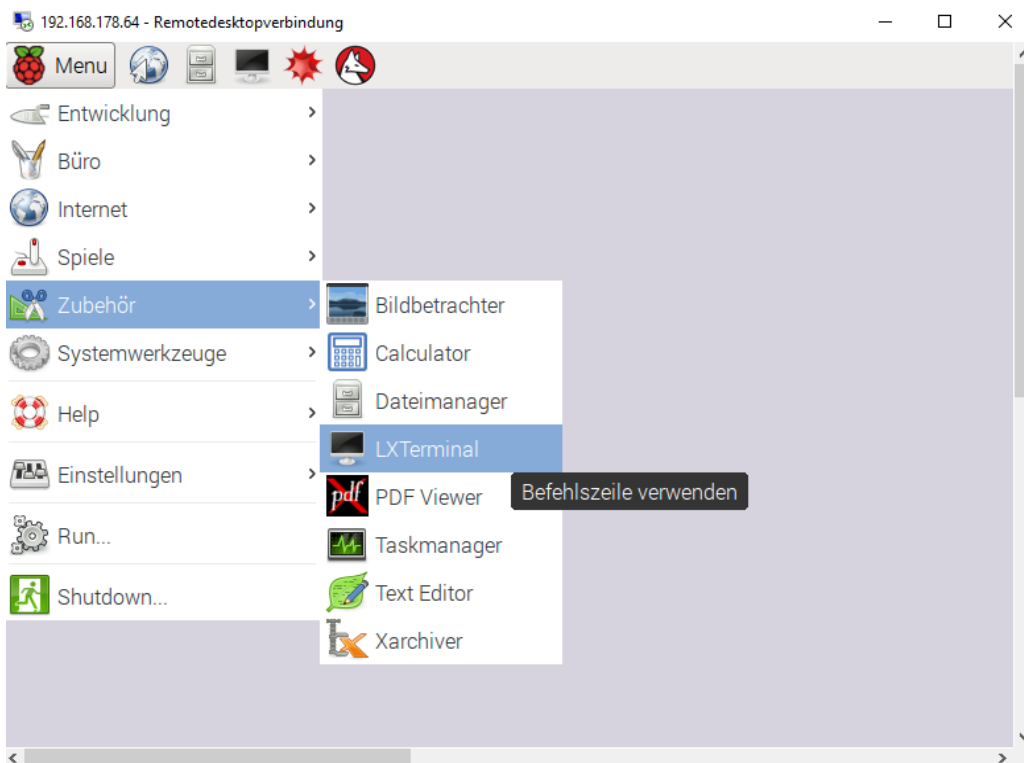 192.168.178.64 - Remotedesktopverbindung
Menu
Entwicklung
Büro
Internet
Spiele
Zubehör
Systemwerkzeuge
Help
Einstellungen
Run...
Shutdown...
Bildbetrachter
Calculator
Dateimanager
LXTerminal
pdf PDF Viewer
Befehlszeile verwenden
Taskmanager
Text Editor
Xarchiver